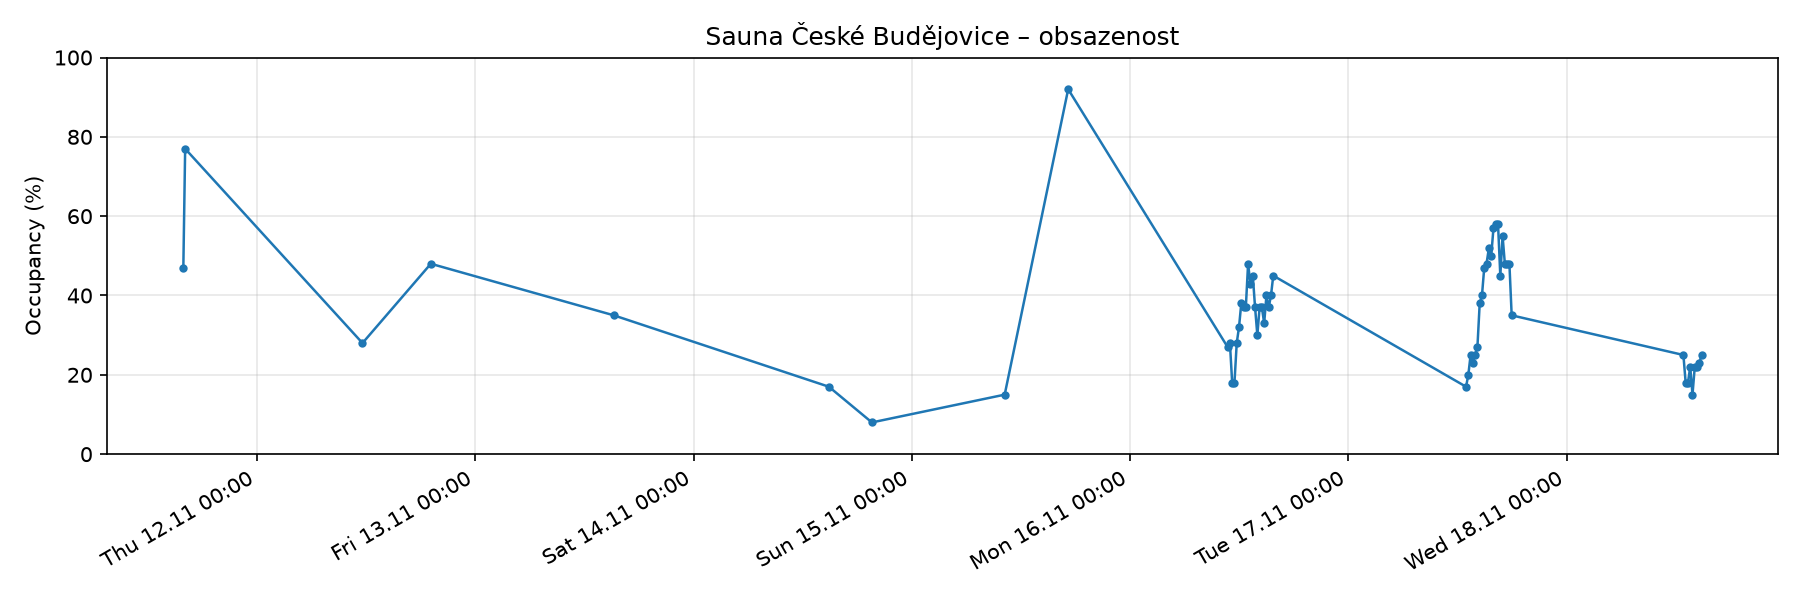 Sauna České Budějovice – obsazenost
Occupancy (%)
100
80
60
40
20
0
Thu 12.11 00:00
Fri 13.11 00:00
Sat 14.11 00:00
Sun 15.11 00:00
Mon 16.11 00:00
Tue 17.11 00:00
Wed 18.11 00:00